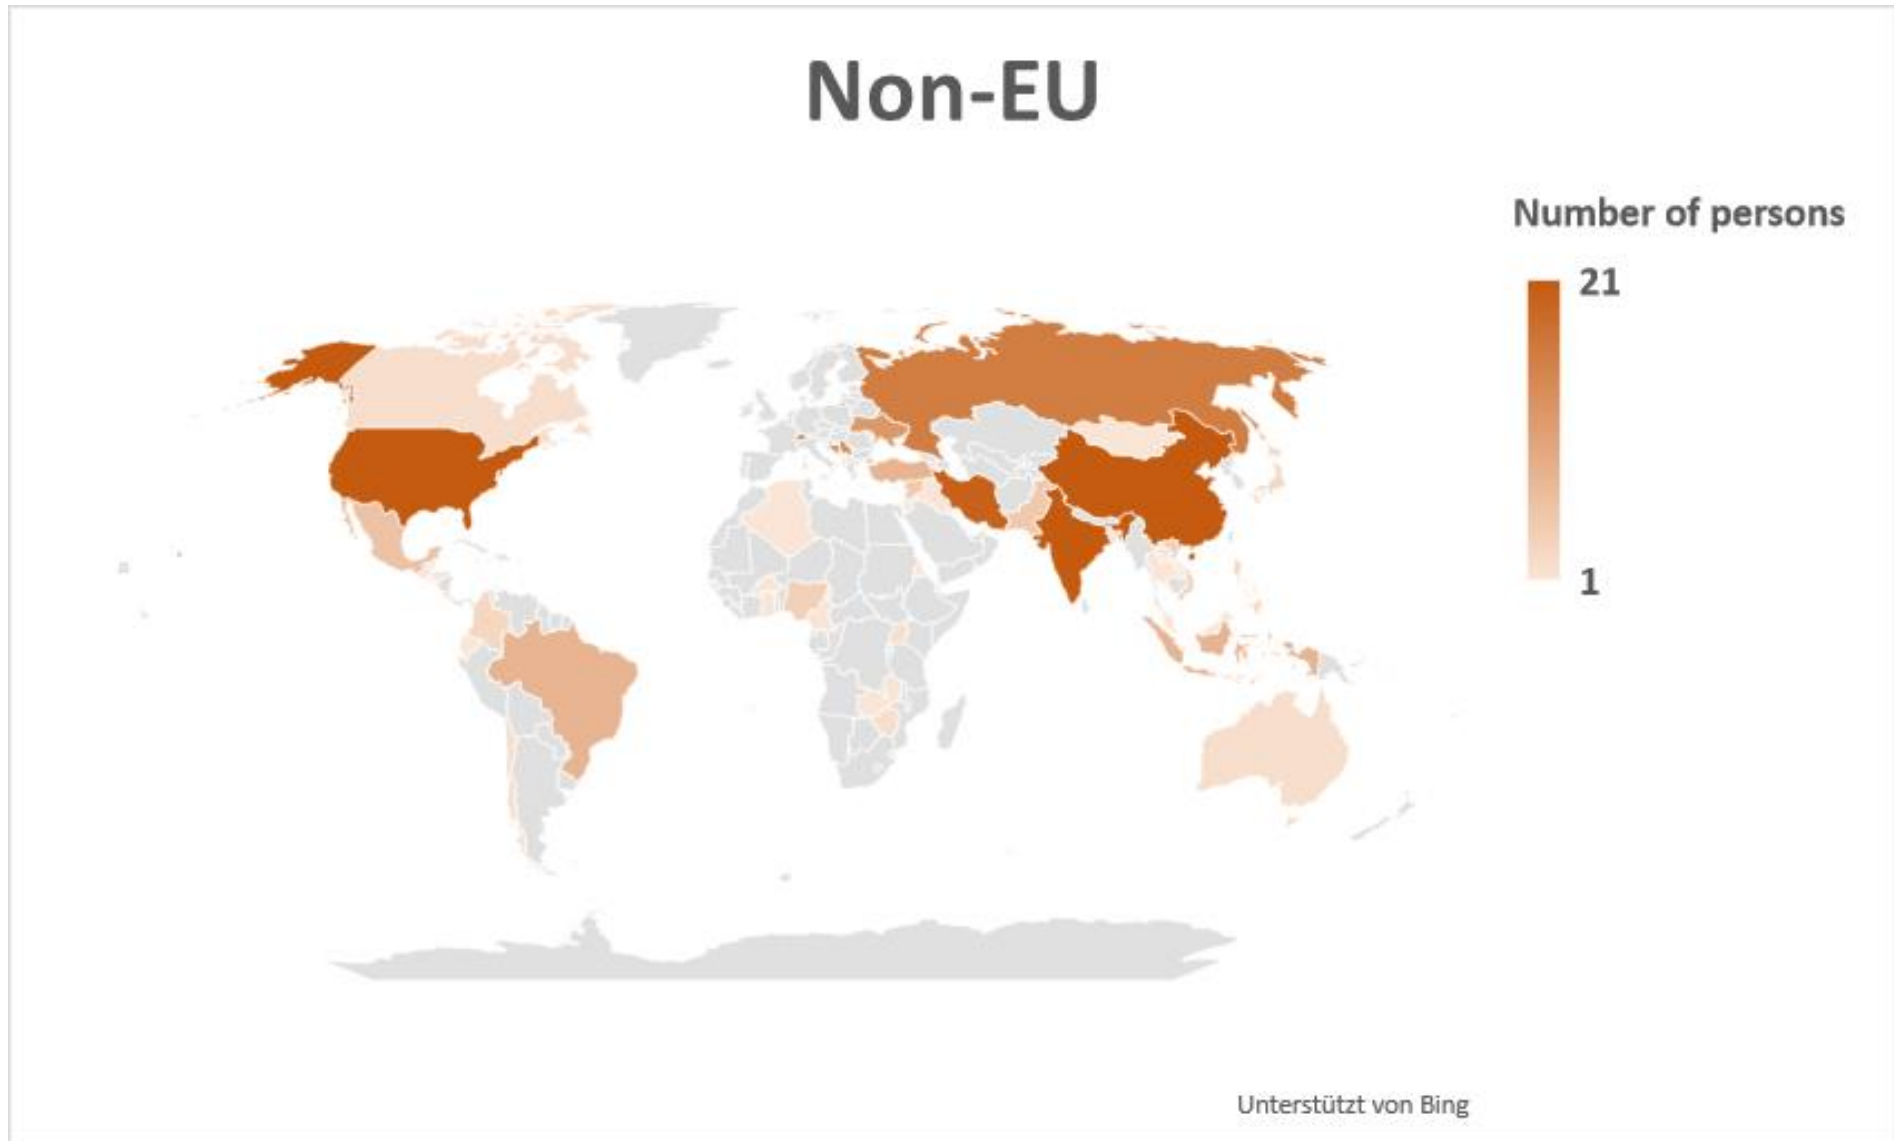 Non-EU
Number of persons
21
1
Unterstützt von Bing